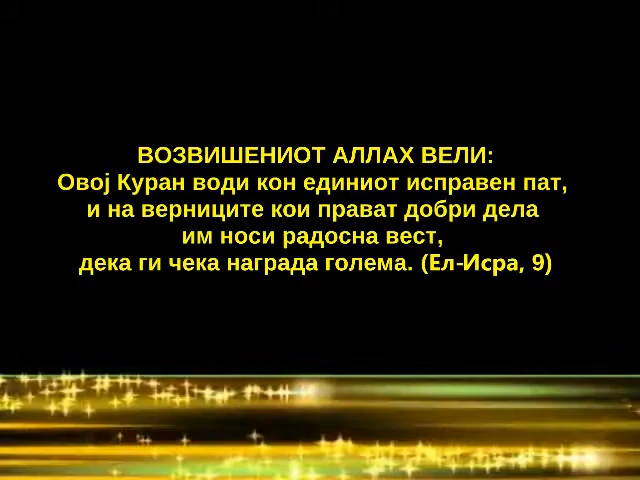 ВОЗВИШЕНИОТ АЛЛАХ ВЕЛИ:
Овој Куран води кон единиот исправен пат,
и на верниците кои прават добри дела
им носи радосна вест,
дека ги чека награда голема. (Ел-Исра, 9)